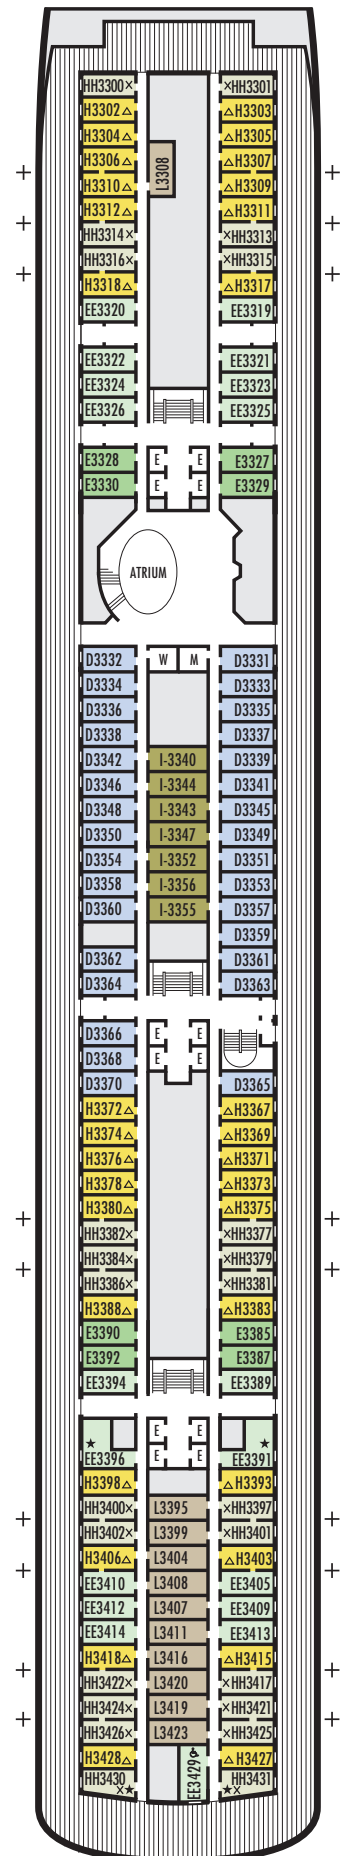 HH3300× ×HH3301
H3302△ △H3303
H3304△ △H3305
H3306△ L3308 △H3307
H3310△ △H3309
H3312△ △H3311
HH3314× ×HH3313
HH3316× ×HH3315
H3318△ △H3317
EE3320 EE3319
EE3322 EE3321
EE3324 EE3323
EE3326 EE3325
E3328 E E E3327
E3330 E E E3329
ATRIUM
D3332 W M D3331
D3334 D3333
D3336 D3335
D3338 D3337
D3342 I-3340 D3339
D3346 I-3344 D3341
D3348 I-3343 D3345
D3350 I-3347 D3349
D3354 I-3352 D3351
D3358 I-3356 D3353
D3360 I-3355 D3357
D3359
D3362 D3361
D3364 D3363
D3366 E E
D3368 E E
D3370 D3365
H3372△ △H3367
H3374△ △H3369
H3376△ △H3371
H3378△ △H3373
H3380△ △H3375
HH3382× ×HH3377
HH3384× ×HH3379
HH3386× ×HH3381
H3388△ △H3383
E3390 E3385
E3392 E3387
EE3394 EE3389
★ E E ★
EE3396 E E EE3391
H3398△ △H3393
HH3400× L3395 ×HH3397
HH3402× L3399 ×HH3401
H3406△ L3404 △H3403
EE3410 L3408 EE3405
EE3412 L3407 EE3409
EE3414 L3411 EE3413
H3418△ L3416 △H3415
HH3422× L3420 ×HH3417
HH3424× L3419 ×HH3421
HH3426× L3423 ×HH3425
H3428△ EE3429 △H3427
HH3430 HH3431
×★ ★×